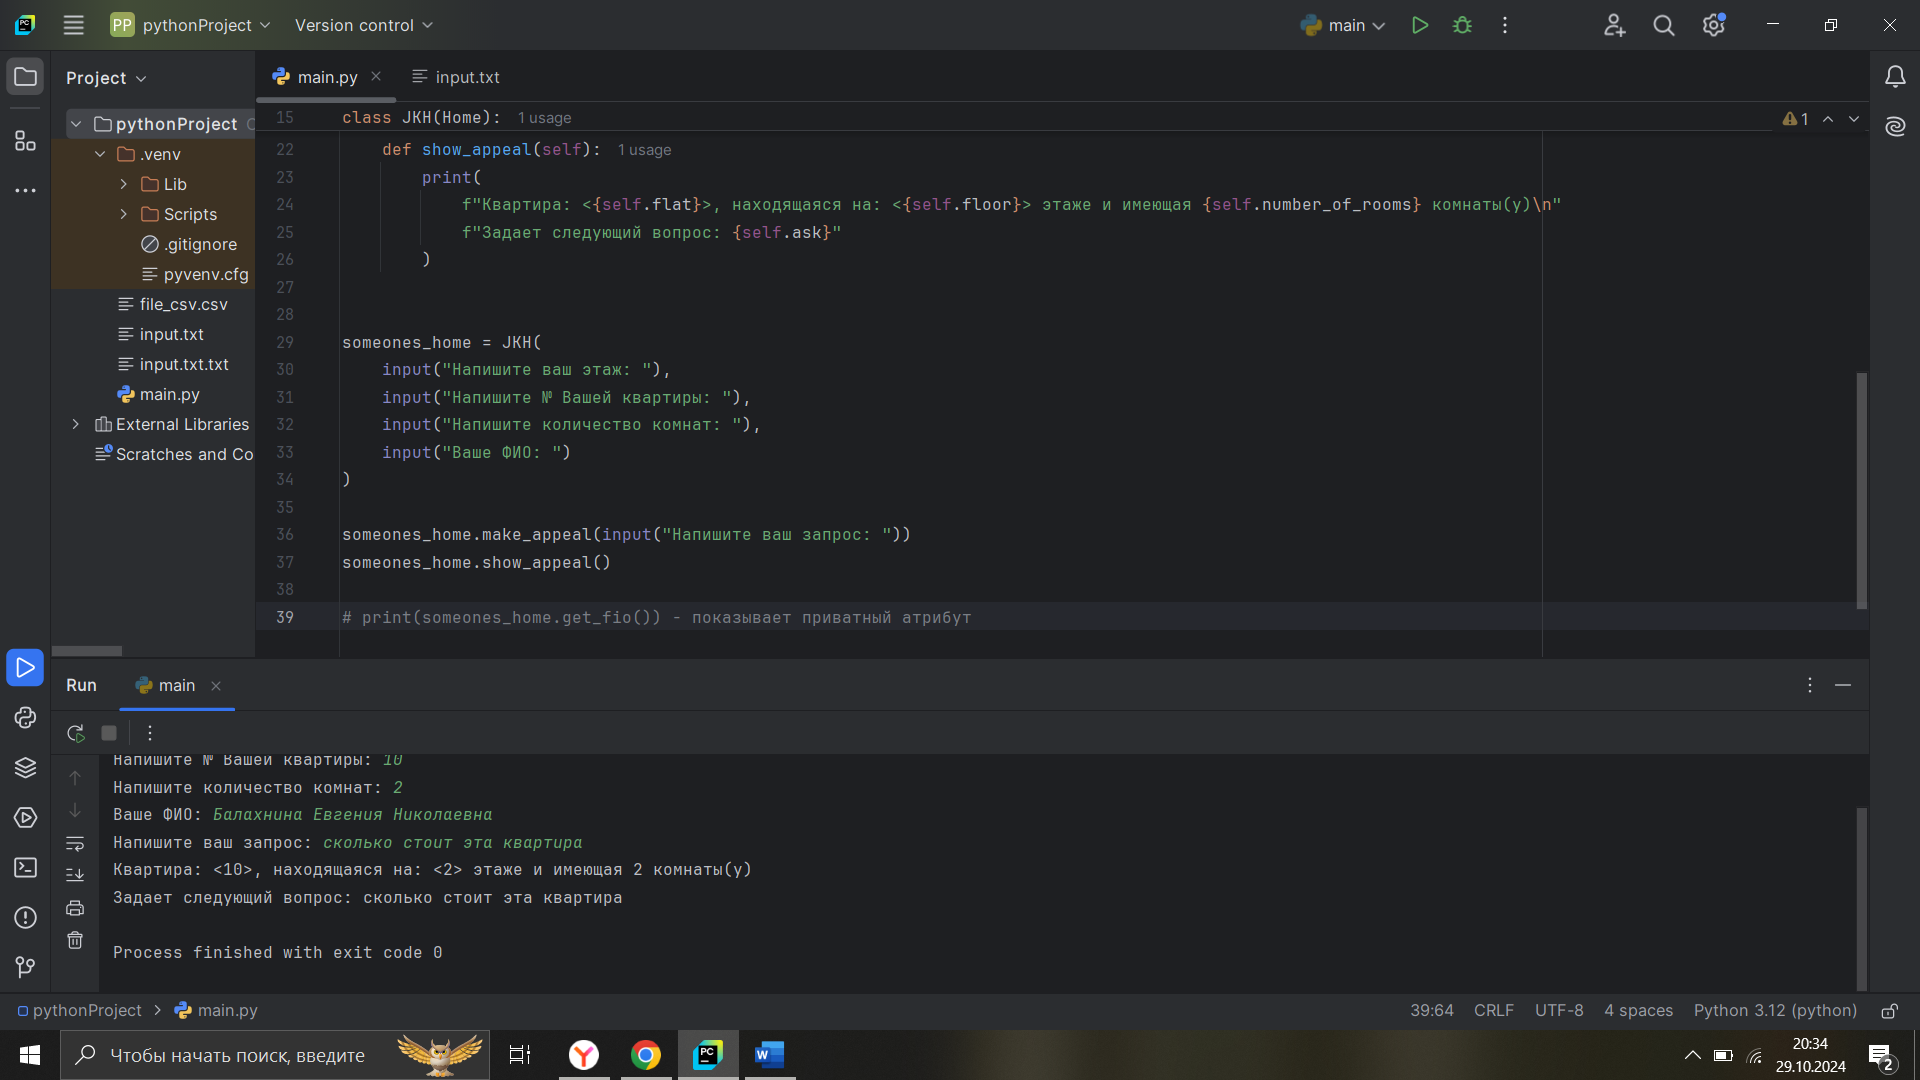 PP pythonProject Version control main
Project main.py input.txt
pythonProject
.venv
Lib
Scripts
.gitignore
pyvenv.cfg
file_csv.csv
input.txt
input.txt.txt
main.py
External Libraries
Scratches and Co
15 class JKH(Home): 1 usage
1
22 def show_appeal(self): 1 usage
23 print(
24 f"Квартира: <{self.flat}>, находящаяся на: <{self.floor}> этаже и имеющая {self.number_of_rooms} комнаты(у)\n"
25 f"Задает следующий вопрос: {self.ask}"
26 )
27
28
29 someones_home = JKH(
30 input("Напишите ваш этаж: "),
31 input("Напишите № Вашей квартиры: "),
32 input("Напишите количество комнат: "),
33 input("Ваше ФИО: ")
34 )
35
36 someones_home.make_appeal(input("Напишите ваш запрос: "))
37 someones_home.show_appeal()
38
39 # print(someones_home.get_fio()) - показывает приватный атрибут
Run main
Напишите № Вашей квартиры: 10
Напишите количество комнат: 2
Ваше ФИО: Балахнина Евгения Николаевна
Напишите ваш запрос: сколько стоит эта квартира
Квартира: <10>, находящаяся на: <2> этаже и имеющая 2 комнаты(у)
Задает следующий вопрос: сколько стоит эта квартира
Process finished with exit code 0
pythonProject main.py 39:64 CRLF UTF-8 4 spaces Python 3.12 (python)
Чтобы начать поиск, введите
20:34
29.10.2024
2